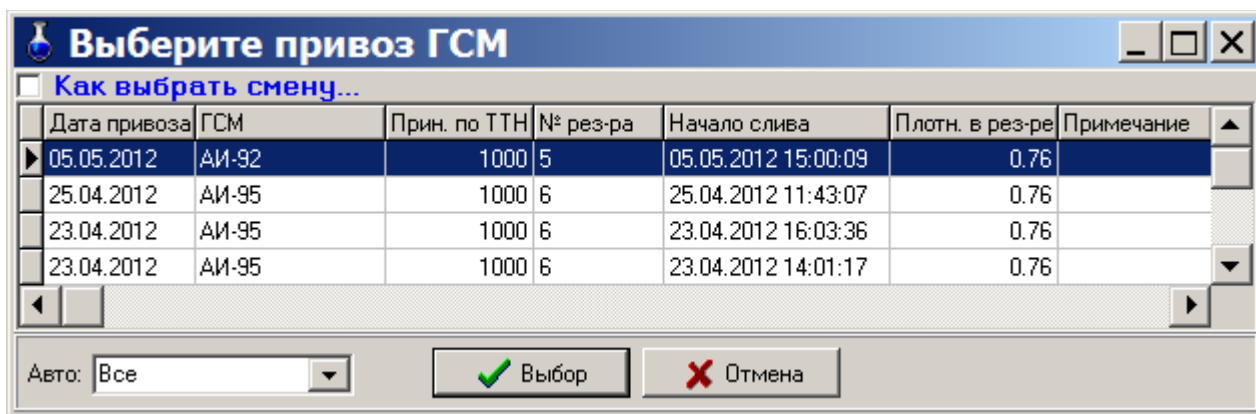 Выберите привоз ГСМ
Как выбрать смену...
Дата привоза ГСМ Прин. по ТТН № рез-ра Начало слива Плотн. в рез-ре Примечание
05.05.2012 АИ-92 1000 5 05.05.2012 15:00:09 0.76
25.04.2012 АИ-95 1000 6 25.04.2012 11:43:07 0.76
23.04.2012 АИ-95 1000 6 23.04.2012 16:03:36 0.76
23.04.2012 АИ-95 1000 6 23.04.2012 14:01:17 0.76
Авто: Все Выбор Отмена